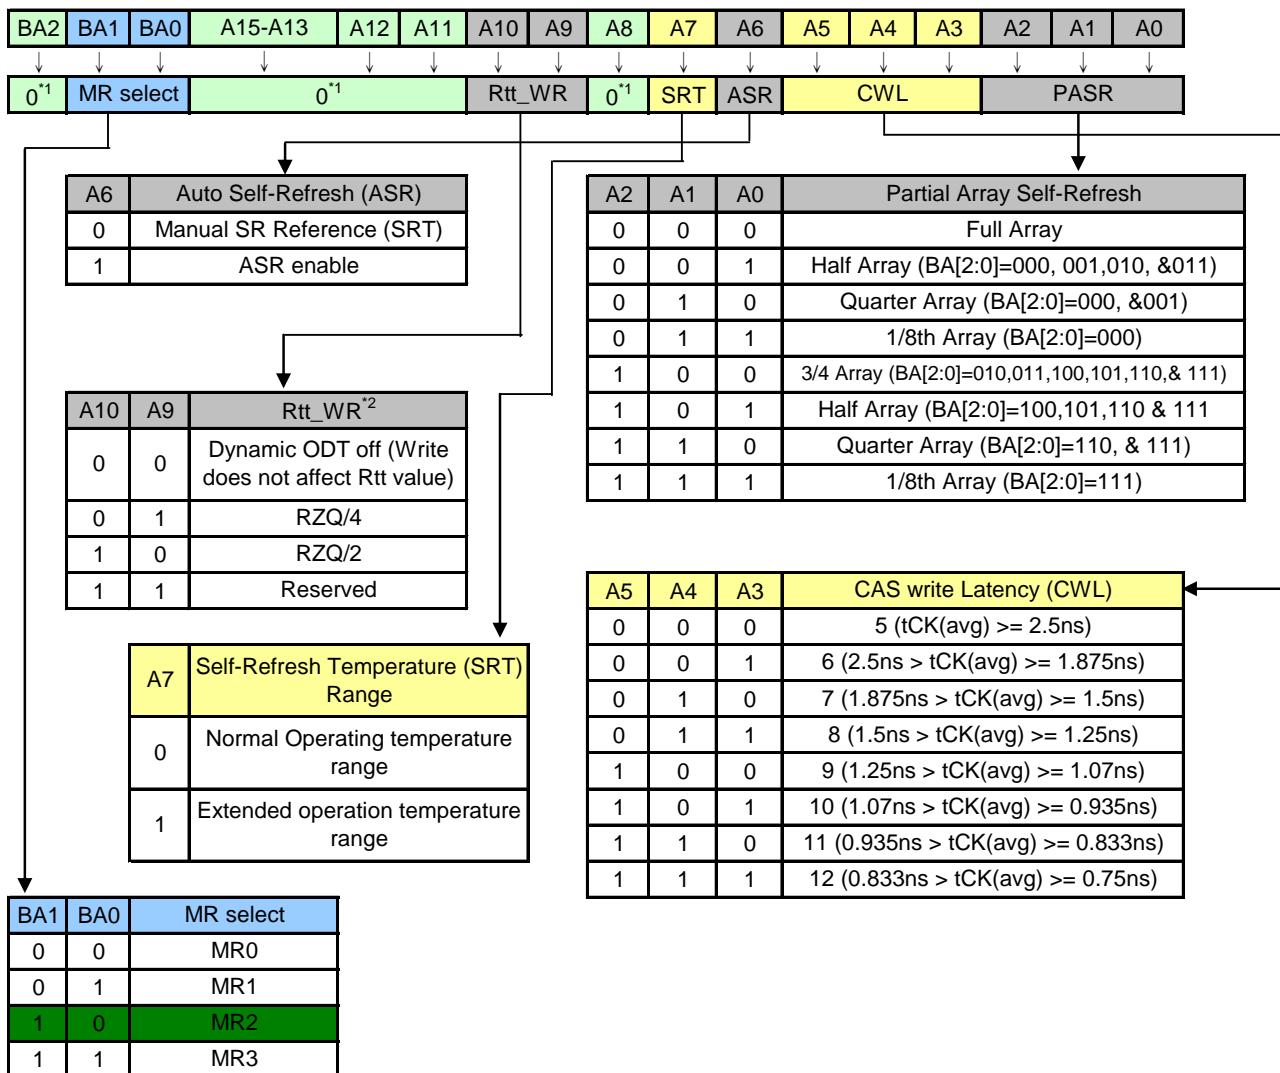 BA2 BA1 BA0 A15-A13 A12 A11 A10 A9 A8 A7 A6 A5 A4 A3 A2 A1 A0
0*1 MR select 0*1 Rtt_WR 0*1 SRT ASR CWL PASR
A6 Auto Self-Refresh (ASR)
0 Manual SR Reference (SRT)
1 ASR enable
A2 A1 A0 Partial Array Self-Refresh
0 0 0 Full Array
0 0 1 Half Array (BA[2:0]=000, 001,010, &011)
0 1 0 Quarter Array (BA[2:0]=000, &001)
0 1 1 1/8th Array (BA[2:0]=000)
1 0 0 3/4 Array (BA[2:0]=010,011,100,101,110,& 111)
1 0 1 Half Array (BA[2:0]=100,101,110 & 111
1 1 0 Quarter Array (BA[2:0]=110, & 111)
1 1 1 1/8th Array (BA[2:0]=111)
A10 A9 Rtt_WR*2
0 0 Dynamic ODT off (Write
does not affect Rtt value)
0 1 RZQ/4
1 0 RZQ/2
1 1 Reserved
A5 A4 A3 CAS write Latency (CWL)
0 0 0 5 (tCK(avg) >= 2.5ns)
0 0 1 6 (2.5ns > tCK(avg) >= 1.875ns)
0 1 0 7 (1.875ns > tCK(avg) >= 1.5ns)
0 1 1 8 (1.5ns > tCK(avg) >= 1.25ns)
1 0 0 9 (1.25ns > tCK(avg) >= 1.07ns)
1 0 1 10 (1.07ns > tCK(avg) >= 0.935ns)
1 1 0 11 (0.935ns > tCK(avg) >= 0.833ns)
1 1 1 12 (0.833ns > tCK(avg) >= 0.75ns)
A7 Self-Refresh Temperature (SRT)
Range
0 Normal Operating temperature
range
1 Extended operation temperature
range
BA1 BA0 MR select
0 0 MR0
0 1 MR1
1 0 MR2
1 1 MR3